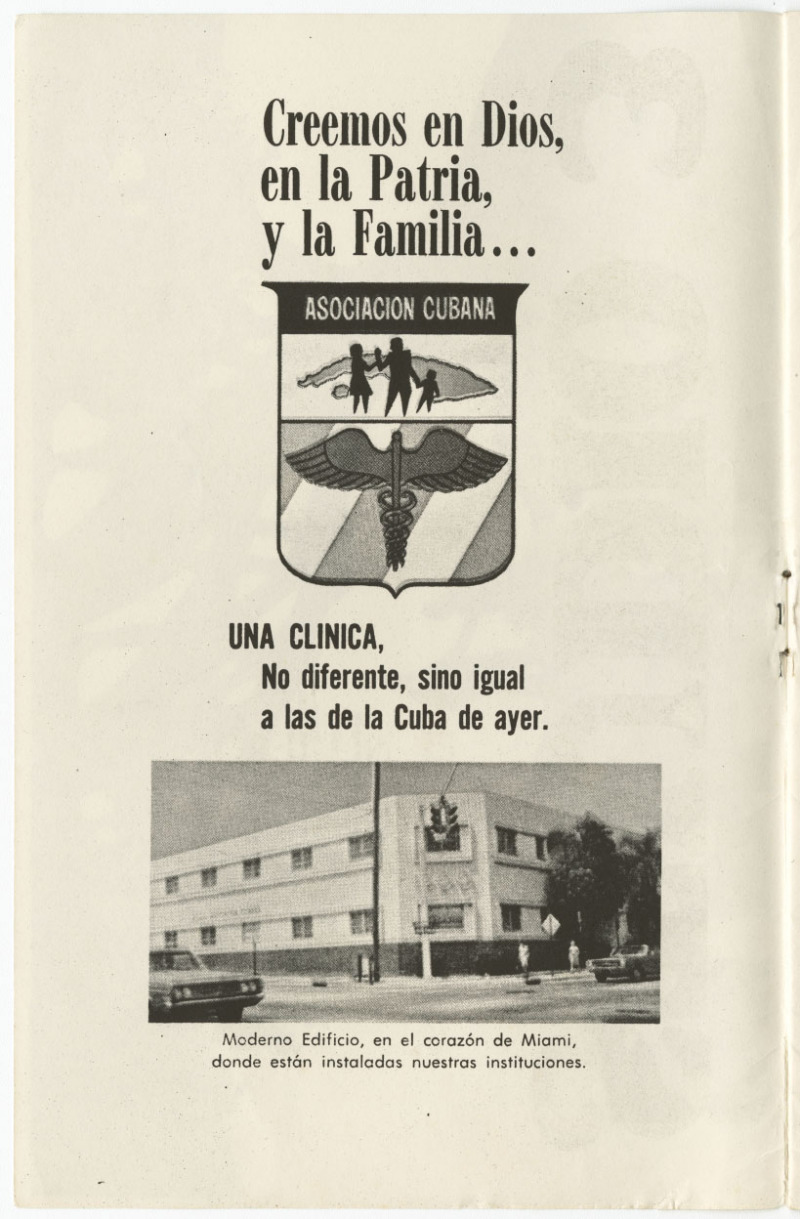 Creemos en Dios,
en la Patria,
y la Familia...
ASOCIACION CUBANA
UNA CLINICA,
No diferente, sino igual
a las de la Cuba de ayer.
Moderno Edificio, en el corazón de Miami,
donde están instaladas nuestras instituciones.